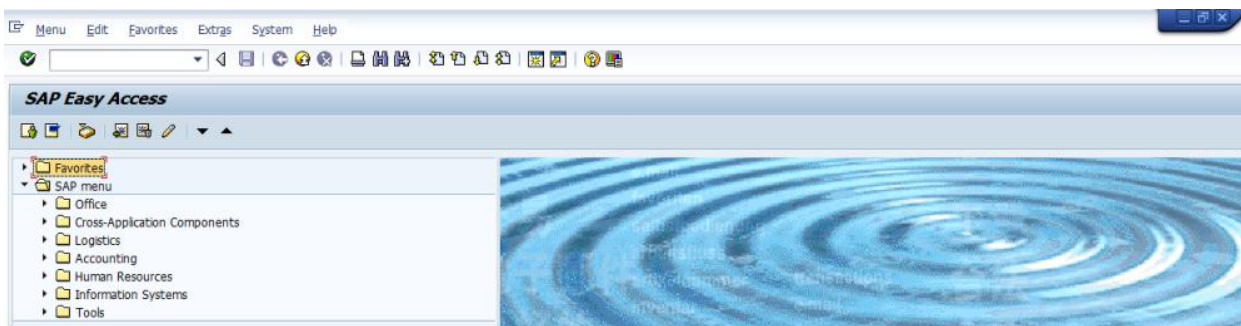 Menu Edit Favorites Extras System Help
SAP Easy Access
Favorites
SAP menu
Office
Cross-Application Components
Logistics
Accounting
Human Resources
Information Systems
Tools